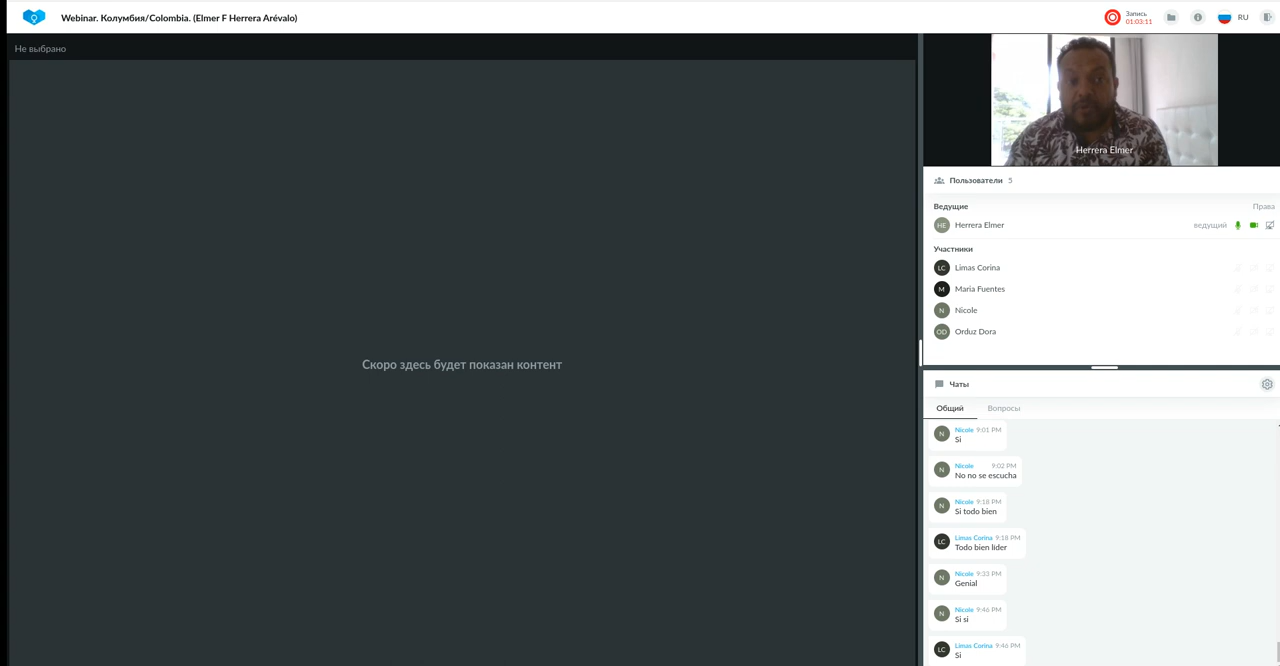 Webinar. Колумбия/Colombia. (Elmer F Herrera Arévalo)
Запись
01:03:11
RU
Не выбрано
Скоро здесь будет показан контент
Herrera Elmer
Пользователи 5
Ведущие Права
HE Herrera Elmer ведущий
Участники
LC Limas Corina
M Maria Fuentes
N Nicole
OD Orduz Dora
Чаты
Общий Вопросы
Nicole 9:01 PM
N Si
Nicole 9:02 PM
N No no se escucha
Nicole 9:18 PM
N Si todo bien
Limas Corina 9:18 PM
LC Todo bien líder
Nicole 9:33 PM
N Genial
Nicole 9:46 PM
N Si si
Limas Corina 9:46 PM
LC Si